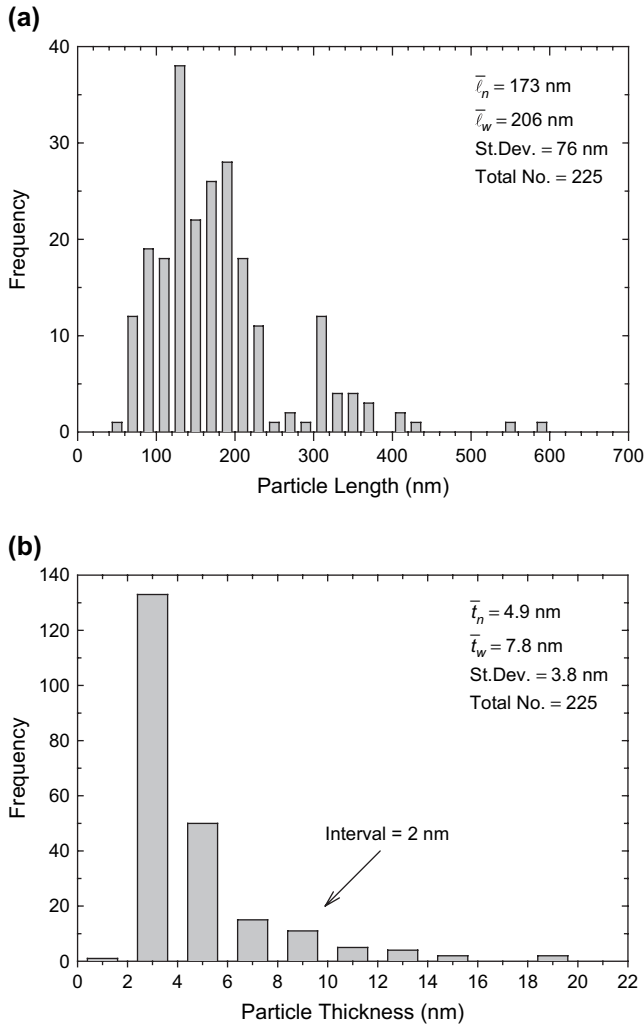 (a)
40
30
20
10
0
Frequency
ℓ̅n = 173 nm
ℓ̅w = 206 nm
St.Dev. = 76 nm
Total No. = 225
0 100 200 300 400 500 600 700
Particle Length (nm)
(b)
140
120
100
80
60
40
20
0
Frequency
t̅n = 4.9 nm
t̅w = 7.8 nm
St.Dev. = 3.8 nm
Total No. = 225
Interval = 2 nm
0 2 4 6 8 10 12 14 16 18 20 22
Particle Thickness (nm)